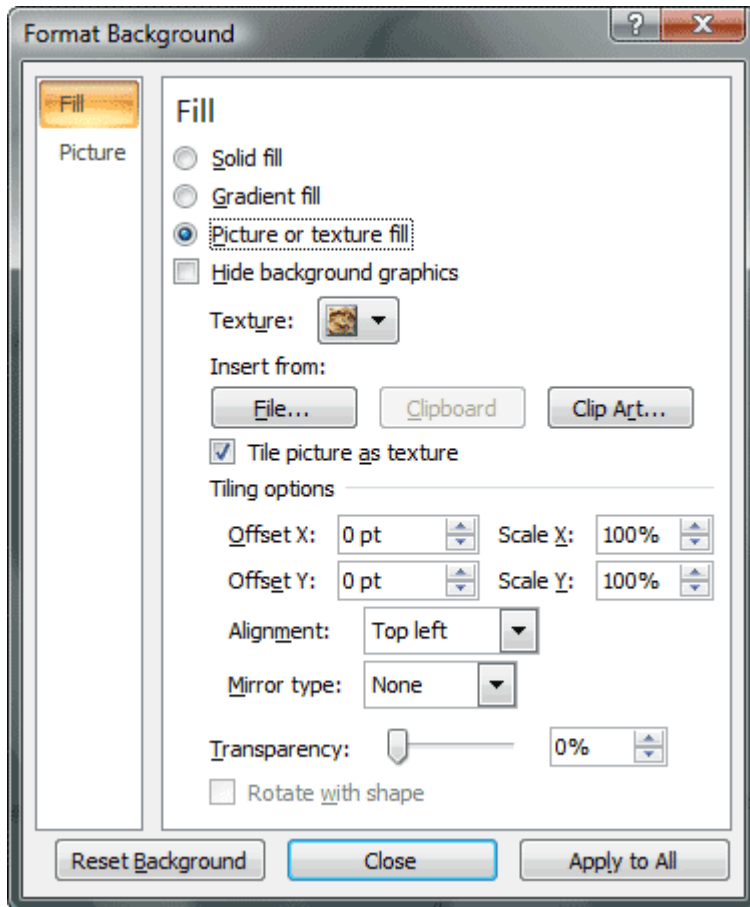 Format Background
Fill
Picture
Fill
Solid fill
Gradient fill
Picture or texture fill
Hide background graphics
Texture:
Insert from:
File... Clipboard Clip Art...
Tile picture as texture
Tiling options
Offset X: 0 pt Scale X: 100%
Offset Y: 0 pt Scale Y: 100%
Alignment: Top left
Mirror type: None
Transparency: 0%
Rotate with shape
Reset Background Close Apply to All